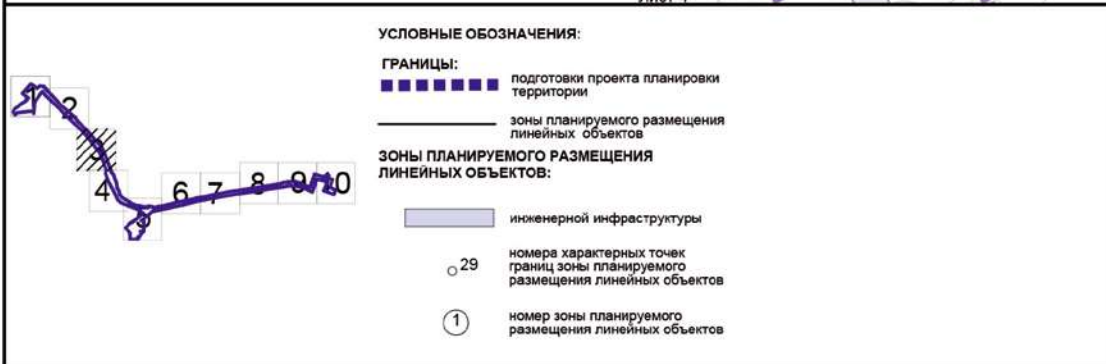 УСЛОВНЫЕ ОБОЗНАЧЕНИЯ:
ГРАНИЦЫ:
подготовки проекта планировки
территории
зоны планируемого размещения
линейных объектов
ЗОНЫ ПЛАНИРУЕМОГО РАЗМЕЩЕНИЯ
ЛИНЕЙНЫХ ОБЪЕКТОВ:
инженерной инфраструктуры
29
номера характерных точек
границ зоны планируемого
размещения линейных объектов
1
номер зоны планируемого
размещения линейных объектов
1
2
3
4
5
6
7
8
9